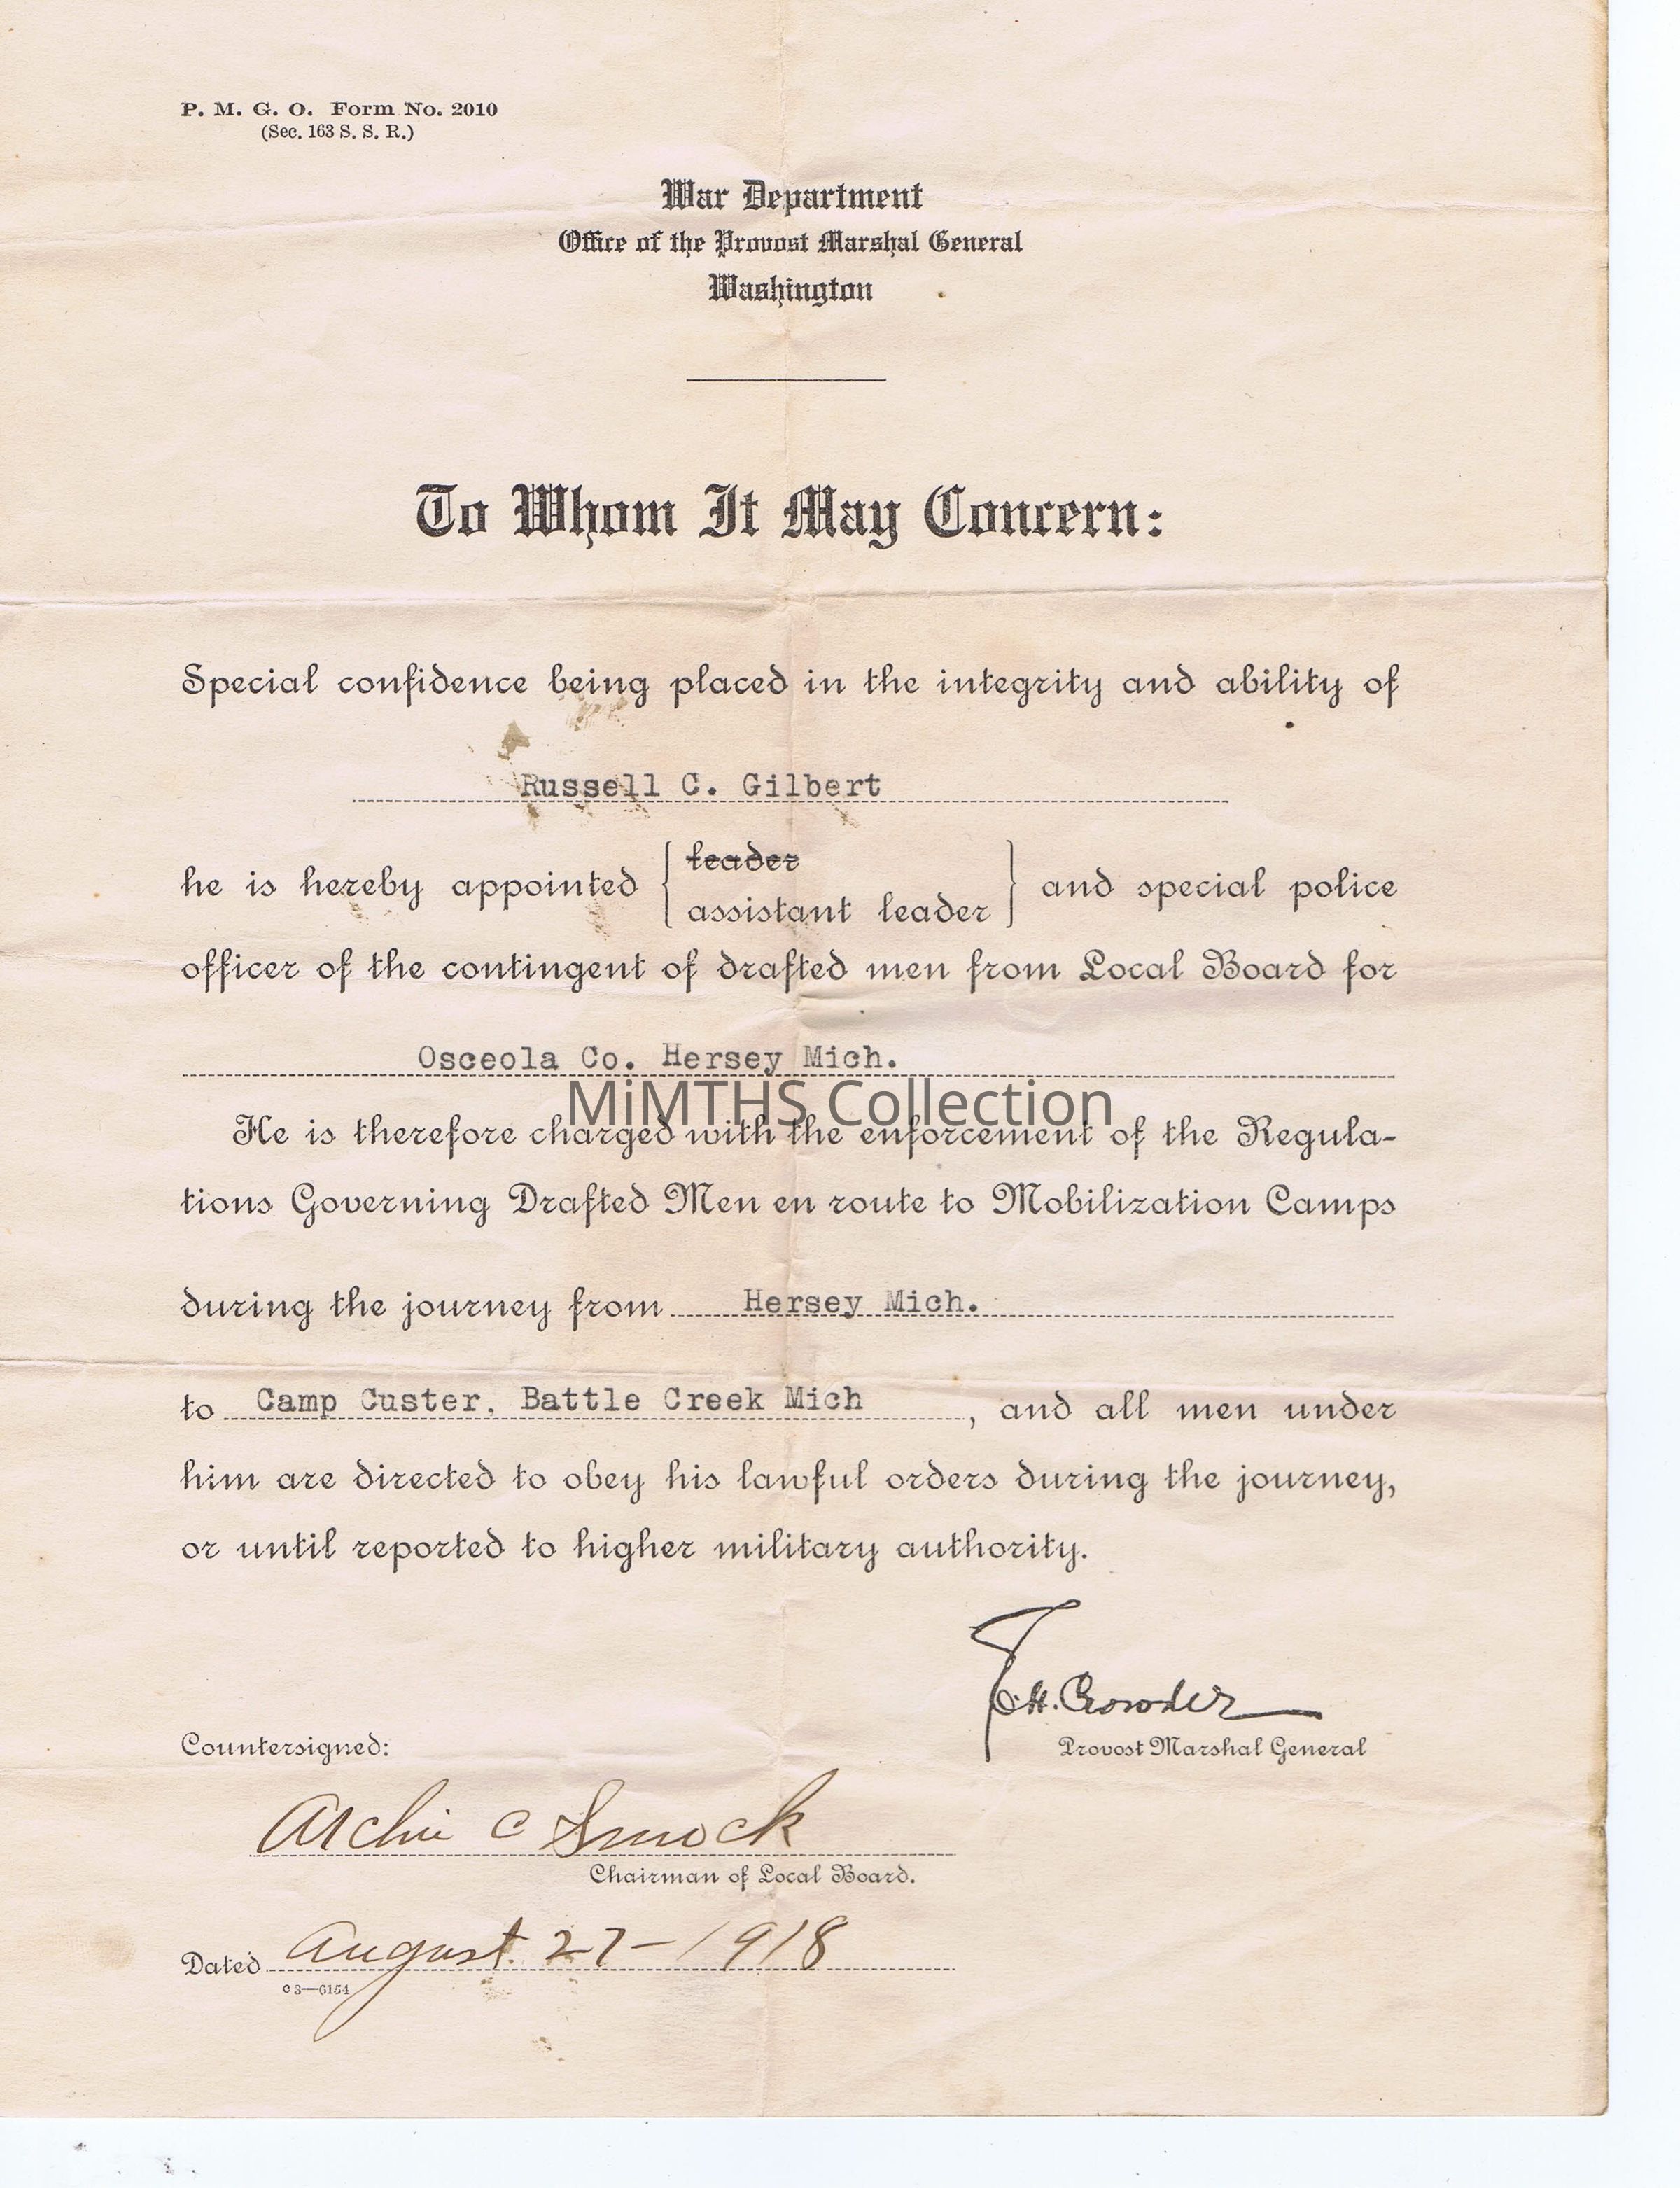 P. M. G. O. Form No. 2010
(Sec. 163 S. S. R.)
War Department
Office of the Provost Marshal General
Washington
To Whom It May Concern:
Special confidence being placed in the integrity and ability of
Russell C. Gilbert
he is hereby appointed { leader
assistant leader } and special police
officer of the contingent of drafted men from Local Board for
Osceola Co. Hersey Mich.
MiMTHS Collection
He is therefore charged with the enforcement of the Regula-
tions Governing Drafted Men en route to Mobilization Camps
during the journey from Hersey Mich.
to Camp Custer, Battle Creek Mich , and all men under
him are directed to obey his lawful orders during the journey,
or until reported to higher military authority.
E.H. Crowder
Provost Marshal General
Countersigned:
Archie C Smock
Chairman of Local Board.
Dated August 27-1918
c3—6154